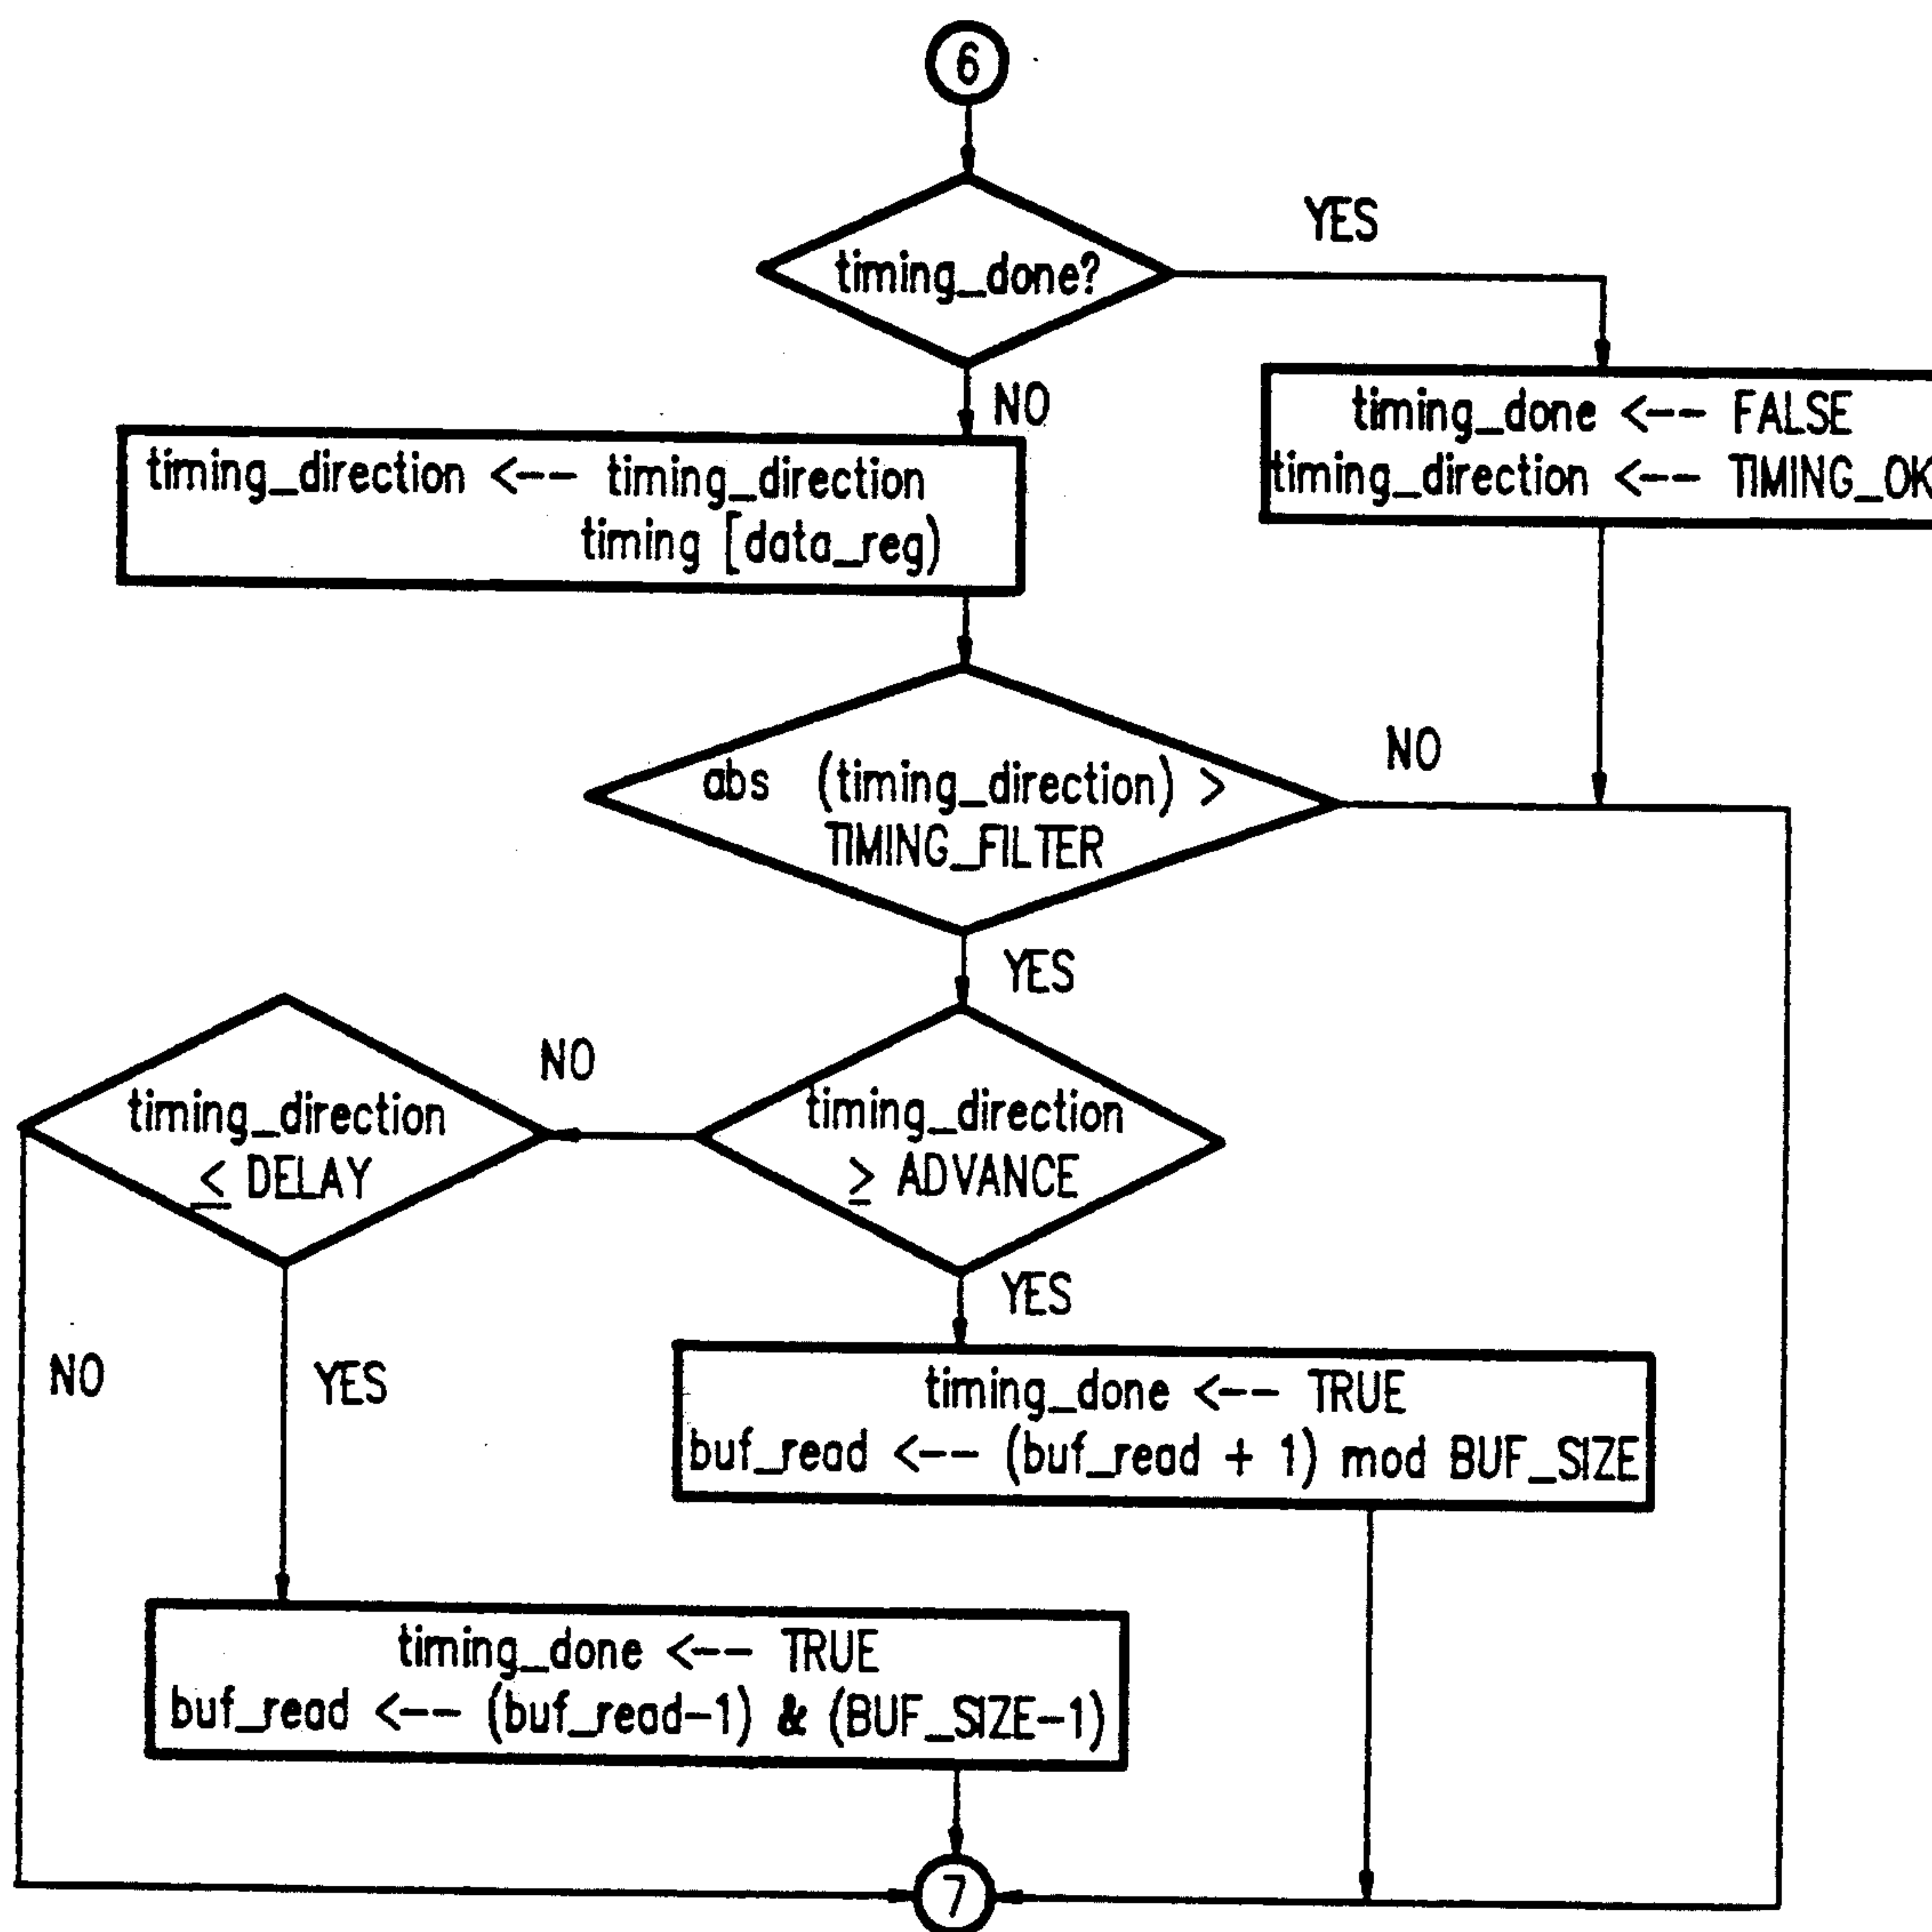 6
timing_done?
YES
NO
timing_done <-- FALSE
timing_direction <-- TIMING_OK
timing_direction <-- timing_direction
timing [data_reg)
abs (timing_direction) >
TIMING_FILTER
NO
YES
timing_direction
≥ ADVANCE
NO
timing_direction
≤ DELAY
YES
NO
YES
timing_done <-- TRUE
buf_read <-- (buf_read + 1) mod BUF_SIZE
timing_done <-- TRUE
buf_read <-- (buf_read-1) & (BUF_SIZE-1)
7